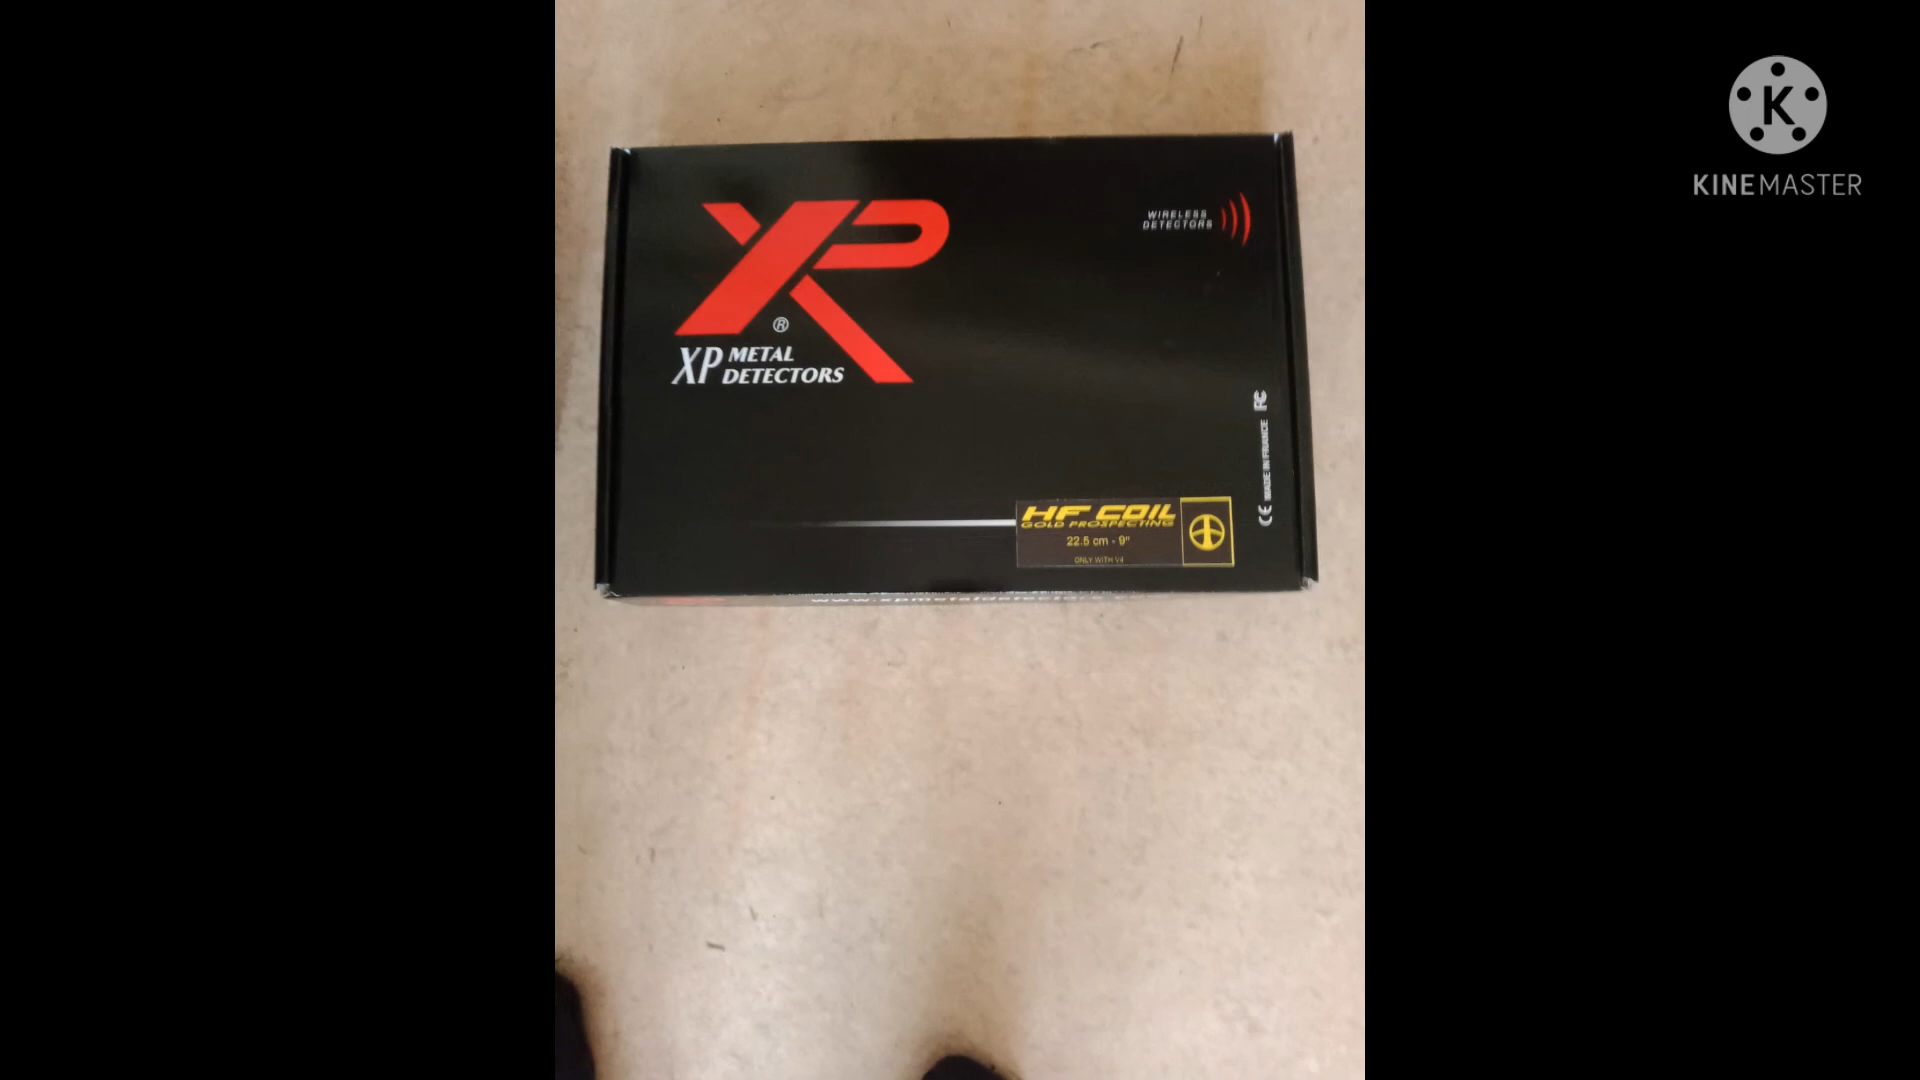 XP
®
XP METAL
DETECTORS
WIRELESS
DETECTORS
CE MADE IN FRANCE FC
HF COIL
GOLD PROSPECTING
22.5 cm - 9"
ONLY WITH V4
K
KINEMASTER